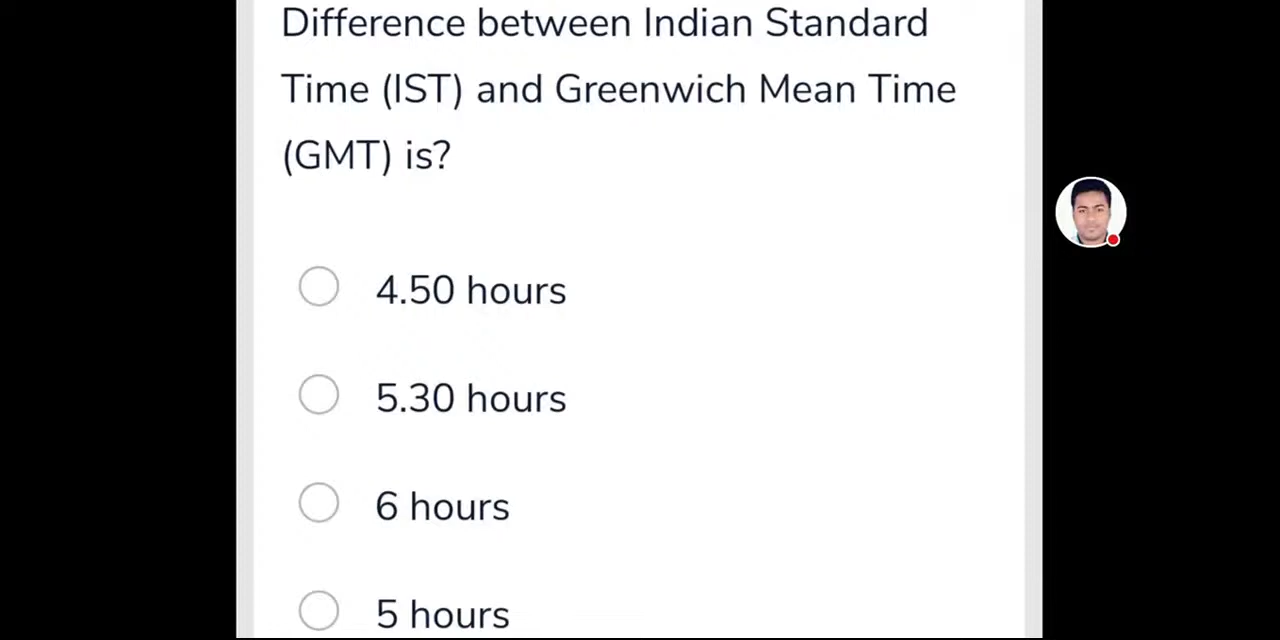 Difference between Indian Standard
Time (IST) and Greenwich Mean Time
(GMT) is?
4.50 hours
5.30 hours
6 hours
5 hours